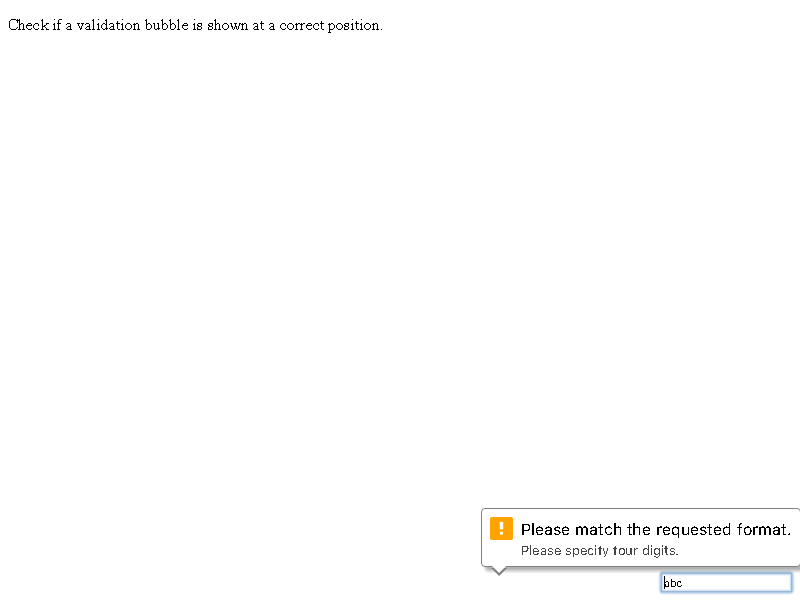 Check if a validation bubble is shown at a correct position.
Please match the requested format.
Please specify four digits.
abc